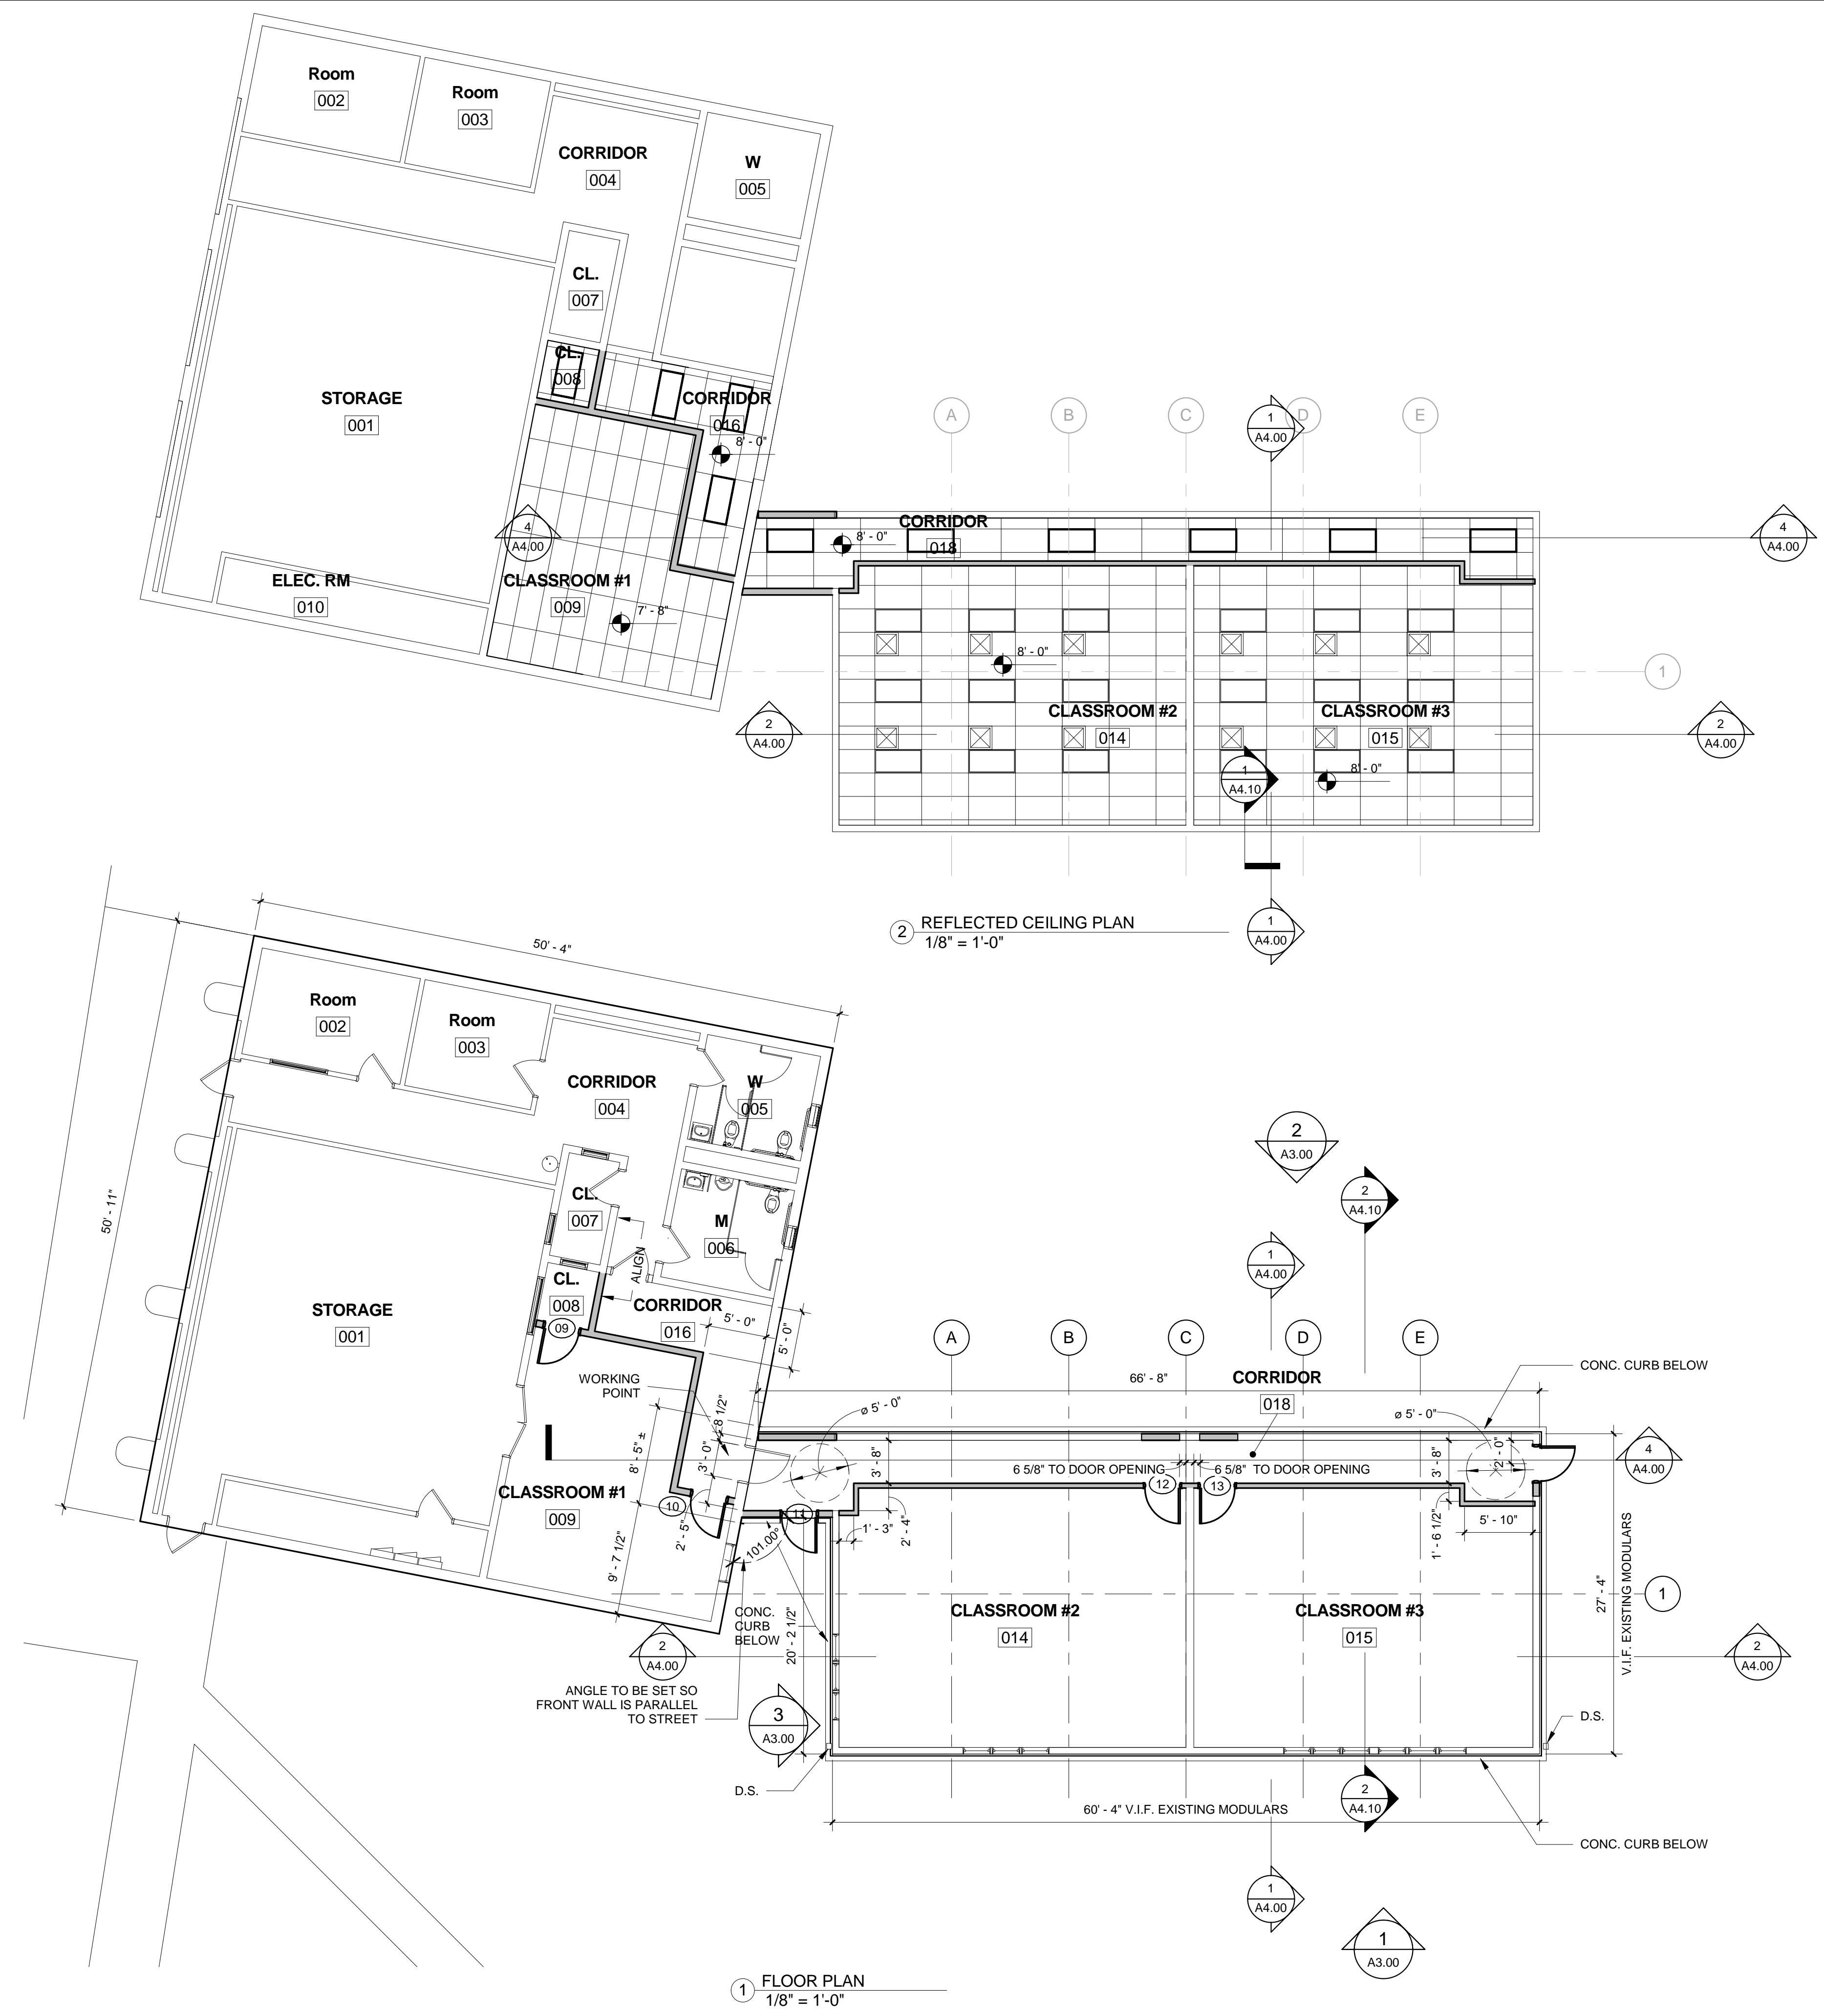 Room
002
Room
003
CORRIDOR
004
W
005
CL.
007
CL.
008
STORAGE
001
CORRIDOR
016
8' - 0"
ELEC. RM
010
CLASSROOM #1
009
7' - 8"
4
A4.00
A
B
C
D
E
1
A4.00
CORRIDOR
018
8' - 0"
4
A4.00
8' - 0"
1
CLASSROOM #2
014
CLASSROOM #3
015
8' - 0"
2
A4.00
2
A4.00
1
A4.10
2
REFLECTED CEILING PLAN
1/8" = 1'-0"
1
A4.00
50' - 4"
50' - 11"
Room
002
Room
003
CORRIDOR
004
W
005
CL.
007
M
006
ALIGN
CL.
008
09
CORRIDOR
016
5' - 0"
5' - 0"
STORAGE
001
WORKING
POINT
8 1/2"
3' - 0"
8' - 5" ±
CLASSROOM #1
009
10
2' - 5"
9' - 7 1/2"
11
101.00°
1' - 3"
2' - 4"
2
A3.00
2
A4.10
1
A4.00
A
B
C
D
E
66' - 8"
CORRIDOR
018
CONC. CURB BELOW
ø 5' - 0"
ø 5' - 0"
3' - 8"
6 5/8" TO DOOR OPENING
6 5/8" TO DOOR OPENING
12
13
3' - 8"
2' - 0"
1' - 6 1/2"
5' - 10"
4
A4.00
27' - 4"
V.I.F. EXISTING MODULARS
1
CLASSROOM #2
014
CLASSROOM #3
015
CONC.
CURB
BELOW
20' - 2 1/2"
2
A4.00
2
A4.00
ANGLE TO BE SET SO
FRONT WALL IS PARALLEL
TO STREET
3
A3.00
D.S.
D.S.
2
A4.10
60' - 4" V.I.F. EXISTING MODULARS
CONC. CURB BELOW
1
A4.00
1
A3.00
1
FLOOR PLAN
1/8" = 1'-0"